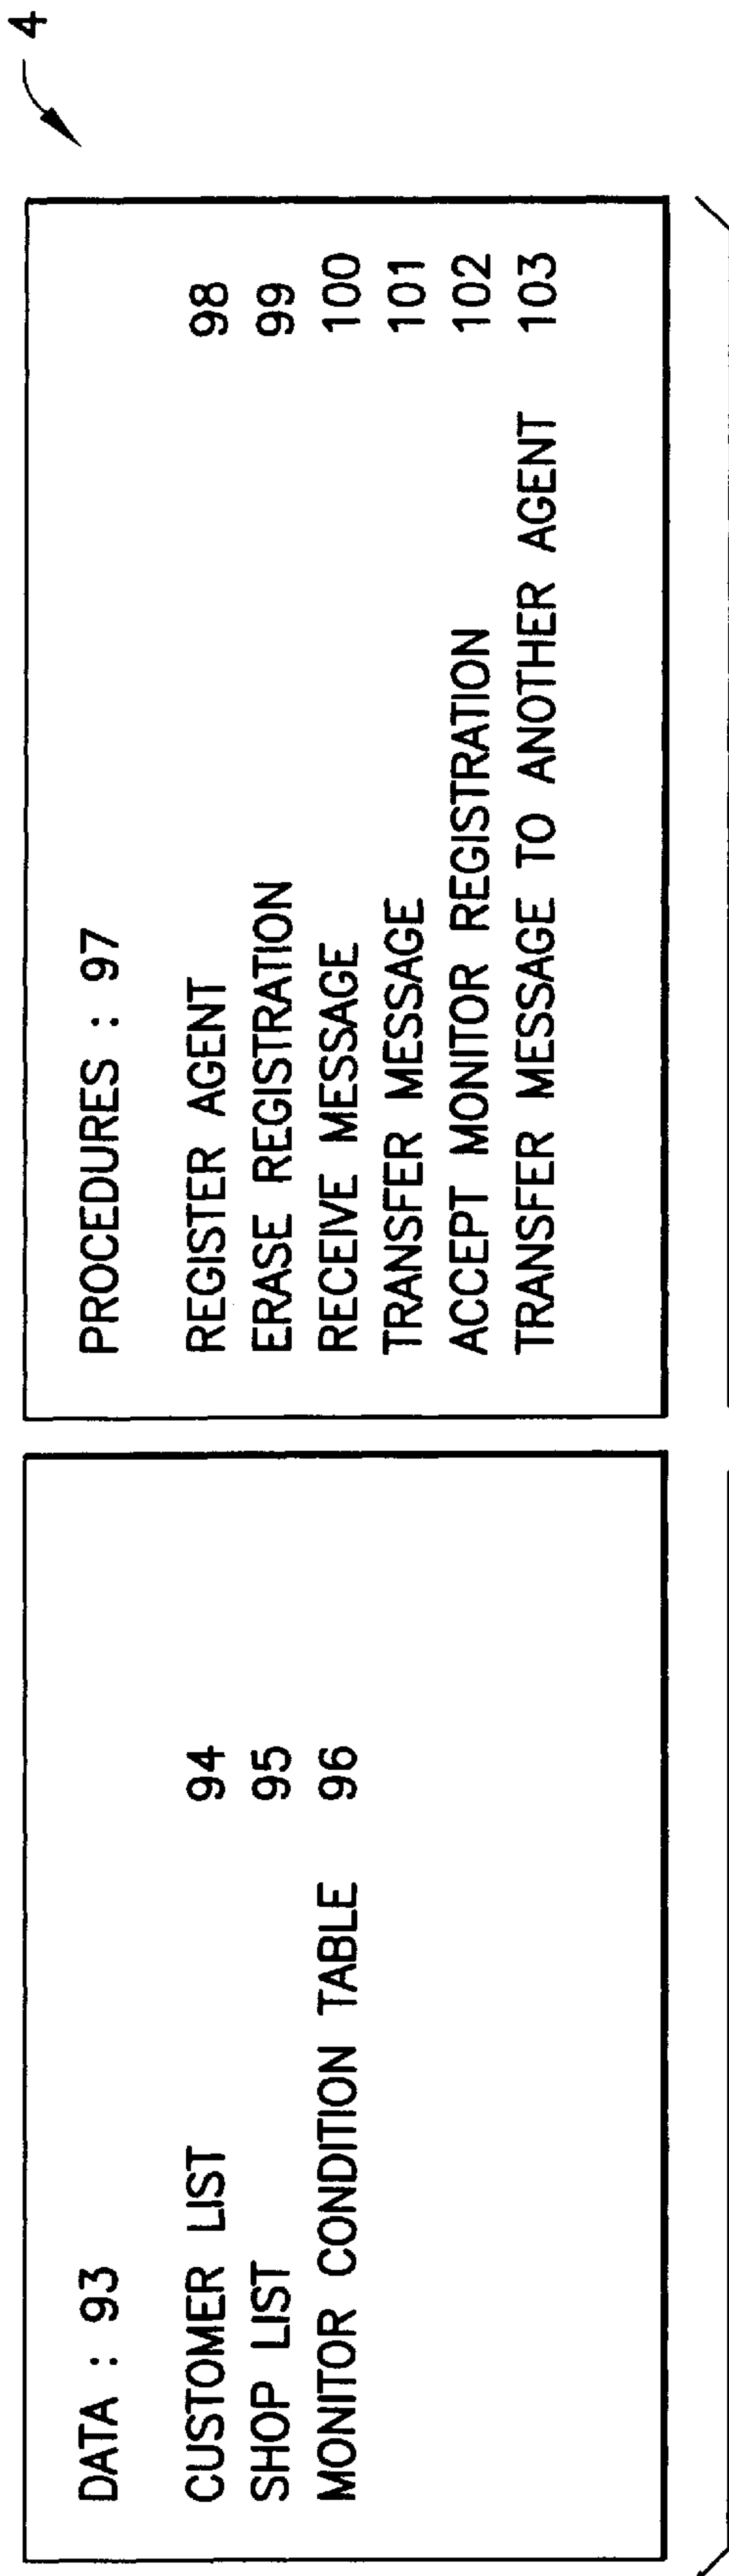 4
DATA : 93
CUSTOMER LIST 94
SHOP LIST 95
MONITOR CONDITION TABLE 96
PROCEDURES : 97
REGISTER AGENT 98
ERASE REGISTRATION 99
RECEIVE MESSAGE 100
TRANSFER MESSAGE 101
ACCEPT MONITOR REGISTRATION 102
TRANSFER MESSAGE TO ANOTHER AGENT 103